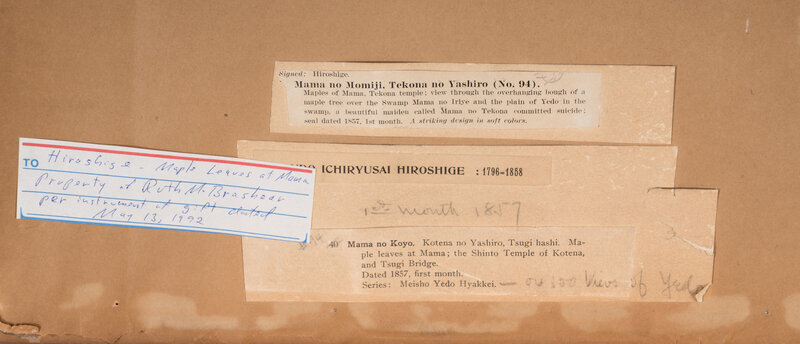 Signed: Hiroshige.
Mama no Momiji, Tekona no Yashiro (No. 94).
Maples of Mama, Tekona temple; view through the overhanging bough of a
maple tree over the Swamp Mama no Iriye and the plain of Yedo: in the
swamp, a beautiful maiden called Mama no Tekona committed suicide;
seal dated 1857, 1st month. A striking design in soft colors.
TO
Hiroshige - Maple Leaves at Mama
Property of Ruth M. Brashear
per instrument of gift dated
May 13, 1992
ICHIRYUSAI HIROSHIGE : 1796-1858
1st month 1857
40 Mama no Koyo. Kotena no Yashiro, Tsugi hashi. Ma-
ple leaves at Mama; the Shinto Temple of Kotena,
and Tsugi Bridge.
Dated 1857, first month.
Series: Meisho Yedo Hyakkei. — or 100 Views of Yedo